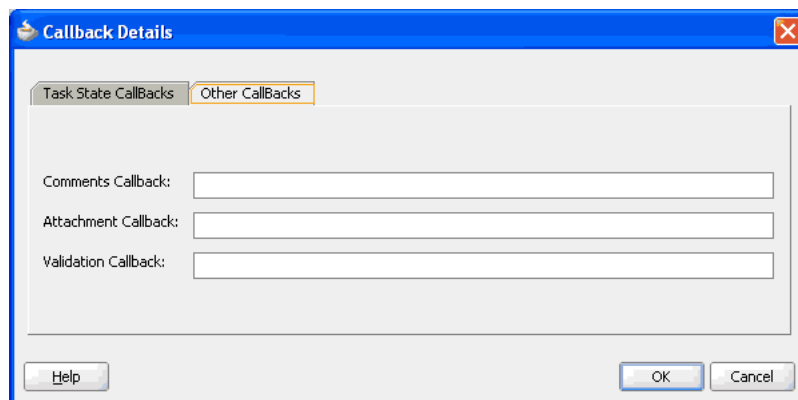 Callback Details
Task State CallBacks Other CallBacks
Comments Callback:
Attachment Callback:
Validation Callback:
Help OK Cancel